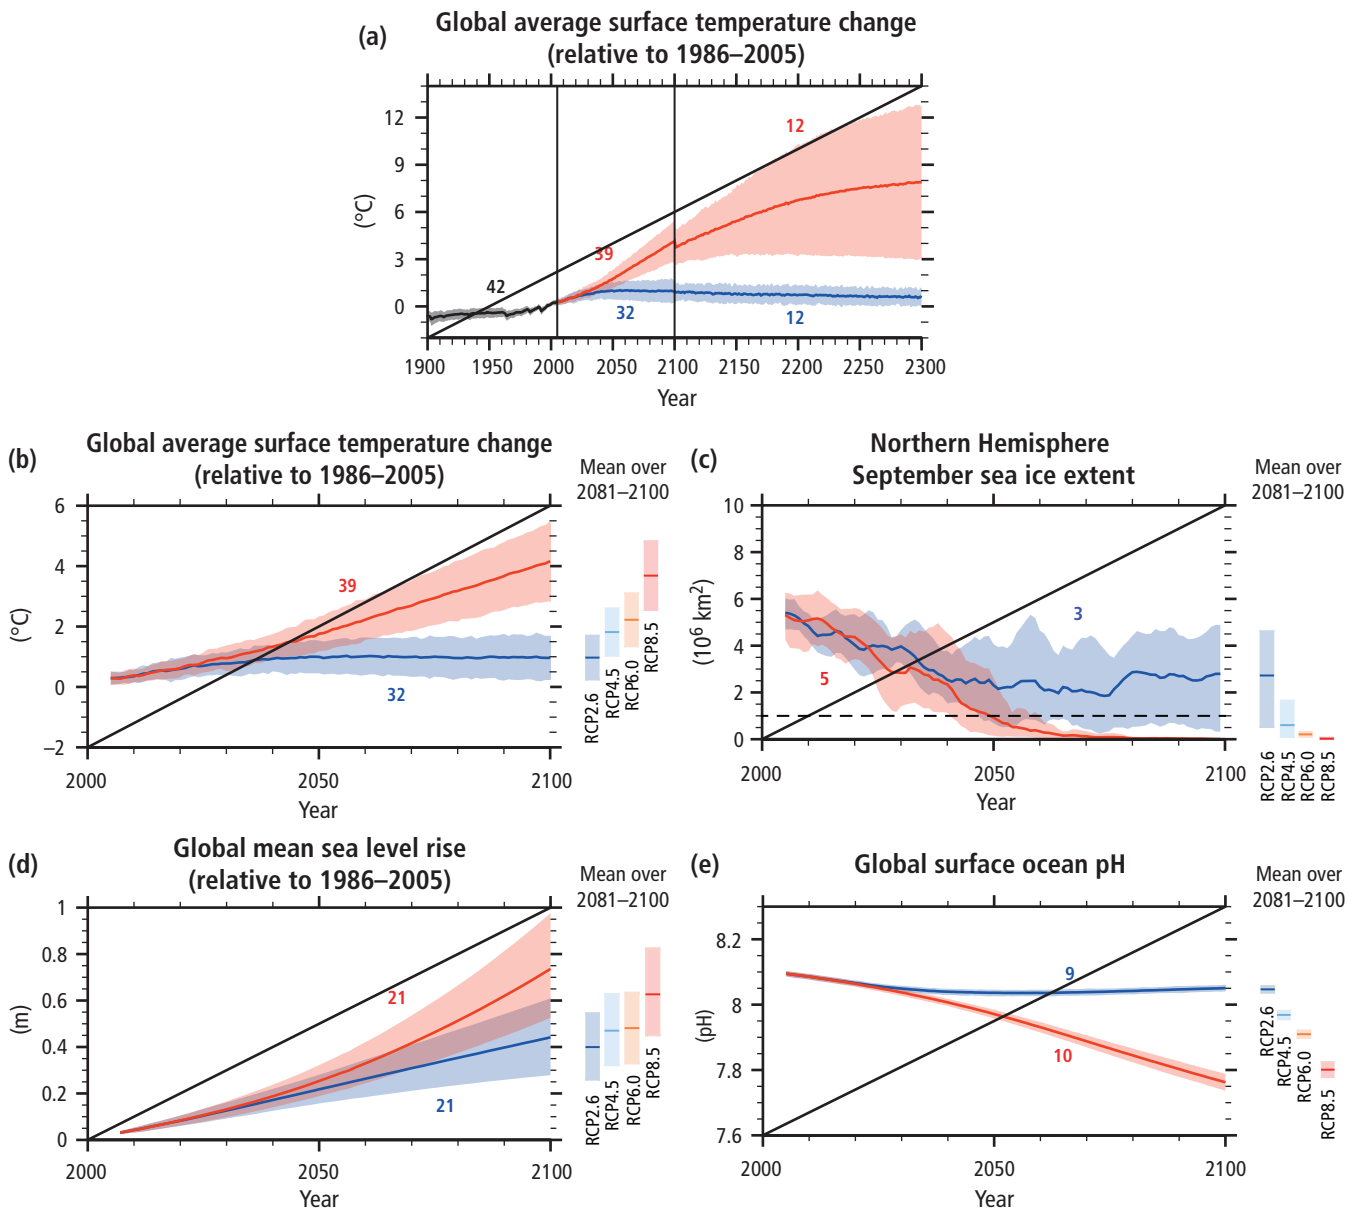 (a)
Global average surface temperature change
(relative to 1986–2005)
(°C)
12
9
6
3
0
42
39
32
12
12
1900 1950 2000 2050 2100 2150 2200 2250 2300
Year
(b)
Global average surface temperature change
(relative to 1986–2005)
Mean over
2081–2100
(°C)
6
4
2
0
–2
39
32
2000 2050 2100
Year
RCP2.6
RCP4.5
RCP6.0
RCP8.5
(c)
Northern Hemisphere
September sea ice extent
Mean over
2081–2100
(10⁶ km²)
10
8
6
4
2
0
3
5
2000 2050 2100
Year
RCP2.6
RCP4.5
RCP6.0
RCP8.5
(d)
Global mean sea level rise
(relative to 1986–2005)
Mean over
2081–2100
(m)
1
0.8
0.6
0.4
0.2
0
21
21
2000 2050 2100
Year
RCP2.6
RCP4.5
RCP6.0
RCP8.5
(e)
Global surface ocean pH
Mean over
2081–2100
(pH)
8.2
8
7.8
7.6
9
10
2000 2050 2100
Year
RCP2.6
RCP4.5
RCP6.0
RCP8.5